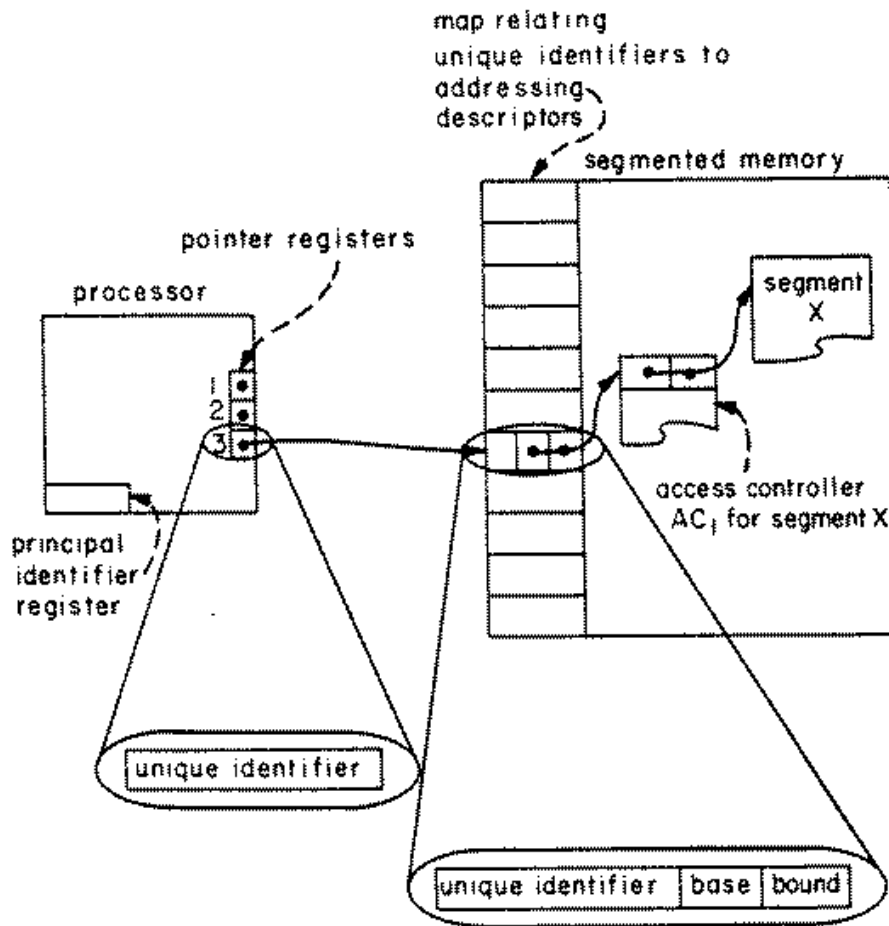 map relating
unique identifiers to
addressing
descriptors
segmented memory
pointer registers
processor
segment
X
1
2
3
access controller
AC1 for segment X
principal
identifier
register
unique identifier
unique identifier base bound